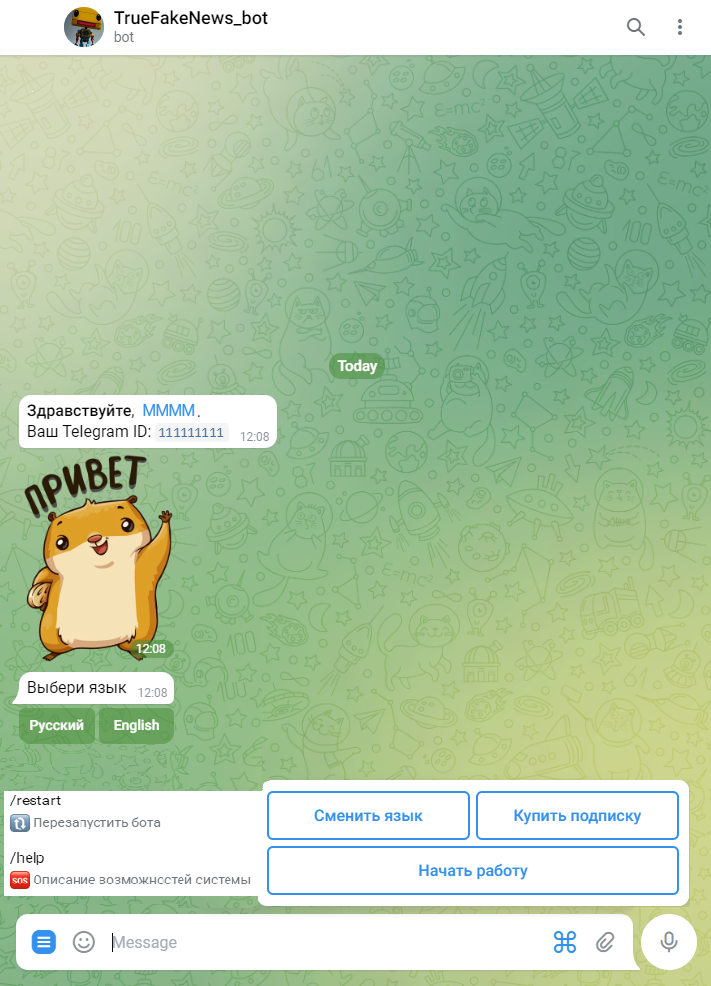 TrueFakeNews_bot
bot
Today
Здравствуйте, MMMM.
Ваш Telegram ID: 111111111 12:08
ПРИВЕТ
12:08
Выбери язык 12:08
Русский English
/restart
Перезапустить бота
/help
SOS Описание возможностей системы
Сменить язык Купить подписку
Начать работу
Message